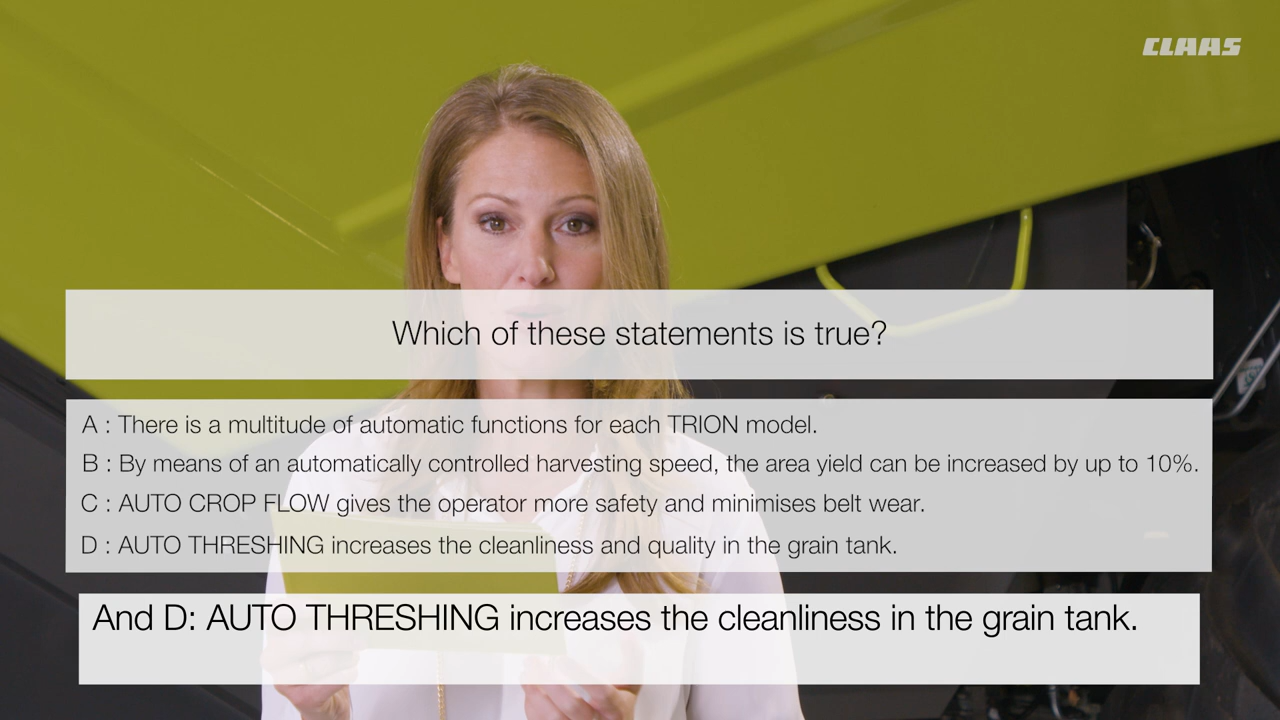 CLAAS
Which of these statements is true?
A : There is a multitude of automatic functions for each TRION model.
B : By means of an automatically controlled harvesting speed, the area yield can be increased by up to 10%.
C : AUTO CROP FLOW gives the operator more safety and minimises belt wear.
D : AUTO THRESHING increases the cleanliness and quality in the grain tank.
And D: AUTO THRESHING increases the cleanliness in the grain tank.